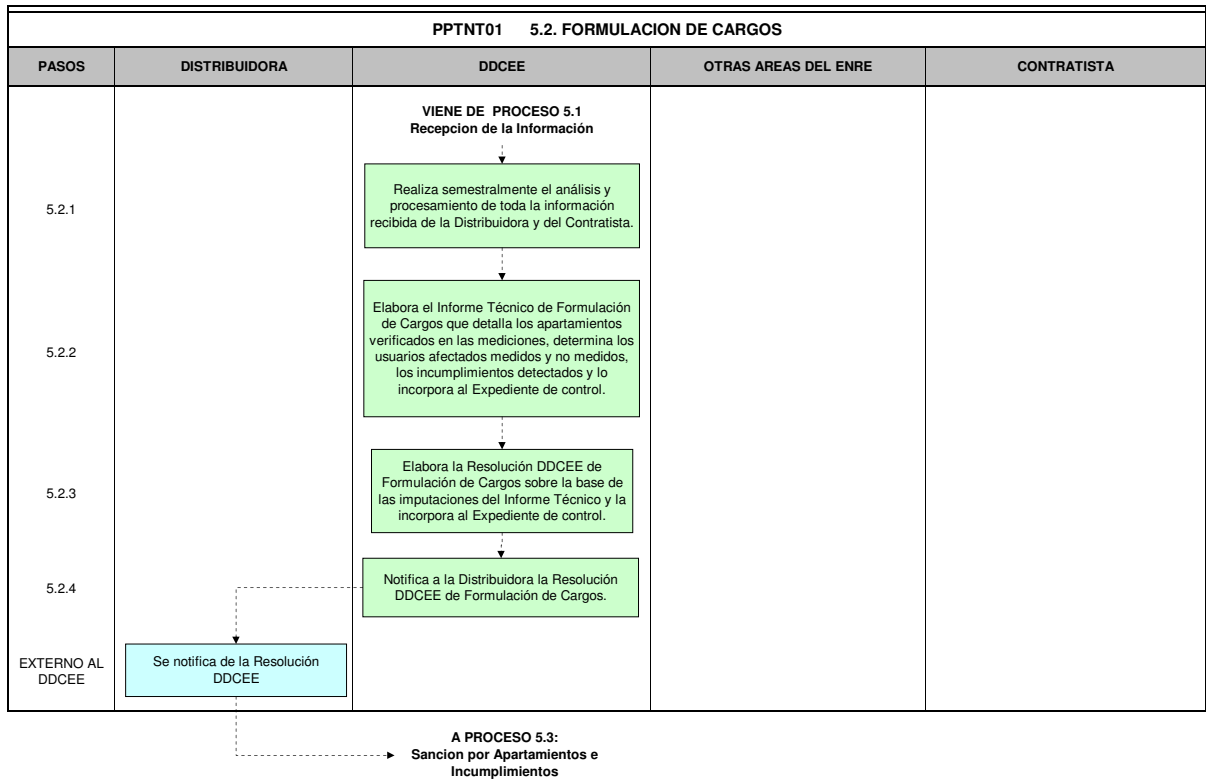 PPTNT01 5.2. FORMULACION DE CARGOS
PASOS
DISTRIBUIDORA
DDCEE
OTRAS AREAS DEL ENRE
CONTRATISTA
VIENE DE PROCESO 5.1
Recepcion de la Información
5.2.1
Realiza semestralmente el análisis y
procesamiento de toda la información
recibida de la Distribuidora y del Contratista.
5.2.2
Elabora el Informe Técnico de Formulación
de Cargos que detalla los apartamientos
verificados en las mediciones, determina los
usuarios afectados medidos y no medidos,
los incumplimientos detectados y lo
incorpora al Expediente de control.
5.2.3
Elabora la Resolución DDCEE de
Formulación de Cargos sobre la base de
las imputaciones del Informe Técnico y la
incorpora al Expediente de control.
5.2.4
Notifica a la Distribuidora la Resolución
DDCEE de Formulación de Cargos.
EXTERNO AL
DDCEE
Se notifica de la Resolución
DDCEE
A PROCESO 5.3:
Sancion por Apartamientos e
Incumplimientos